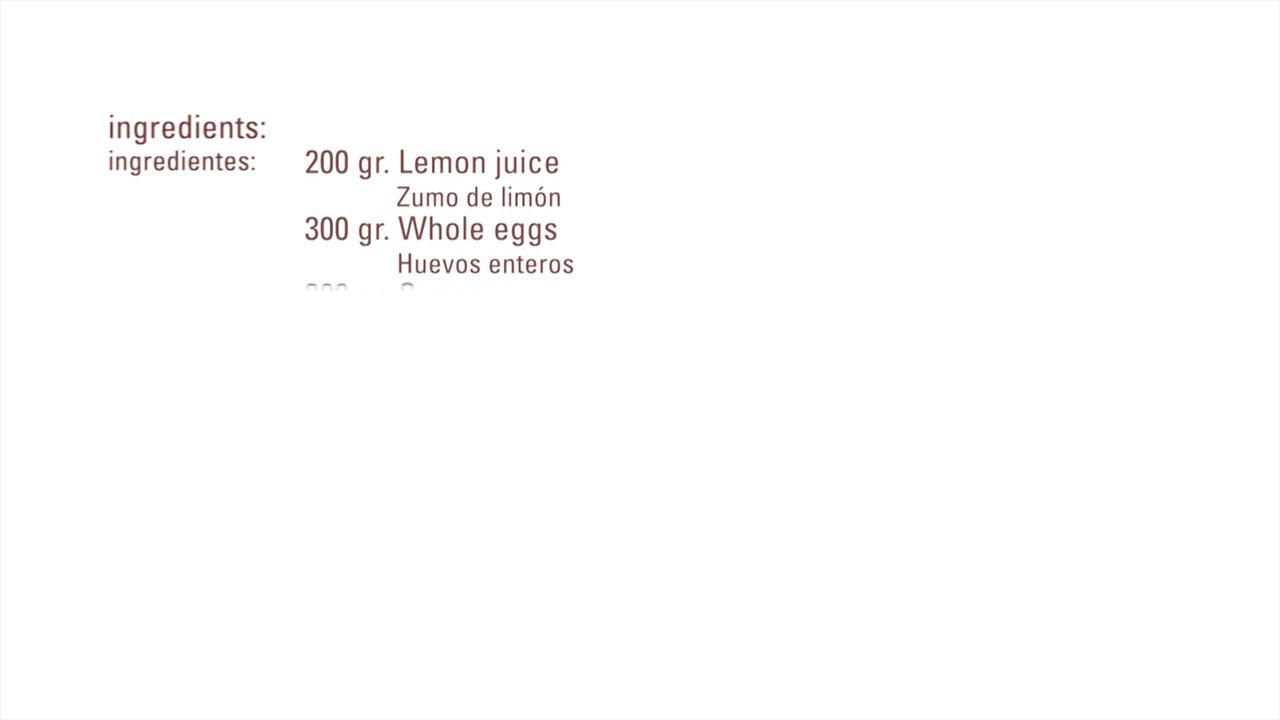 ingredients:
ingredientes:
200 gr. Lemon juice
Zumo de limón
300 gr. Whole eggs
Huevos enteros